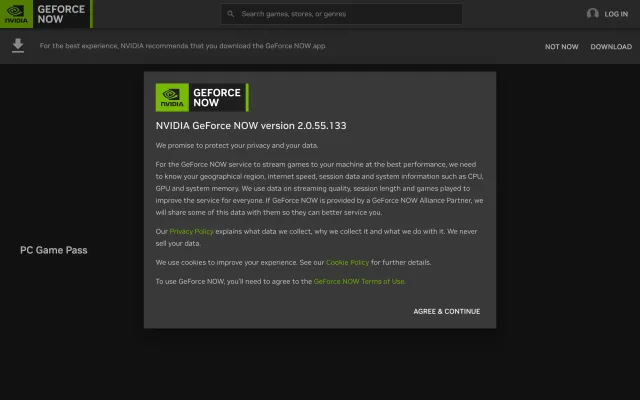 NVIDIA
GEFORCE
NOW
Search games, stores, or genres
LOG IN
For the best experience, NVIDIA recommends that you download the GeForce NOW app.
NOT NOW
DOWNLOAD
NVIDIA
GEFORCE
NOW
NVIDIA GeForce NOW version 2.0.55.133
We promise to protect your privacy and your data.
For the GeForce NOW service to stream games to your machine at the best performance, we need
to know your geographical region, internet speed, session data and system information such as CPU,
GPU and system memory. We use data on streaming quality, session length and games played to
improve the service for everyone. If GeForce NOW is provided by a GeForce NOW Alliance Partner, we
will share some of this data with them so they can better service you.
Our Privacy Policy explains what data we collect, why we collect it and what we do with it. We never
sell your data.
We use cookies to improve your experience. See our Cookie Policy for further details.
To use GeForce NOW, you'll need to agree to the GeForce NOW Terms of Use.
AGREE & CONTINUE
PC Game Pass